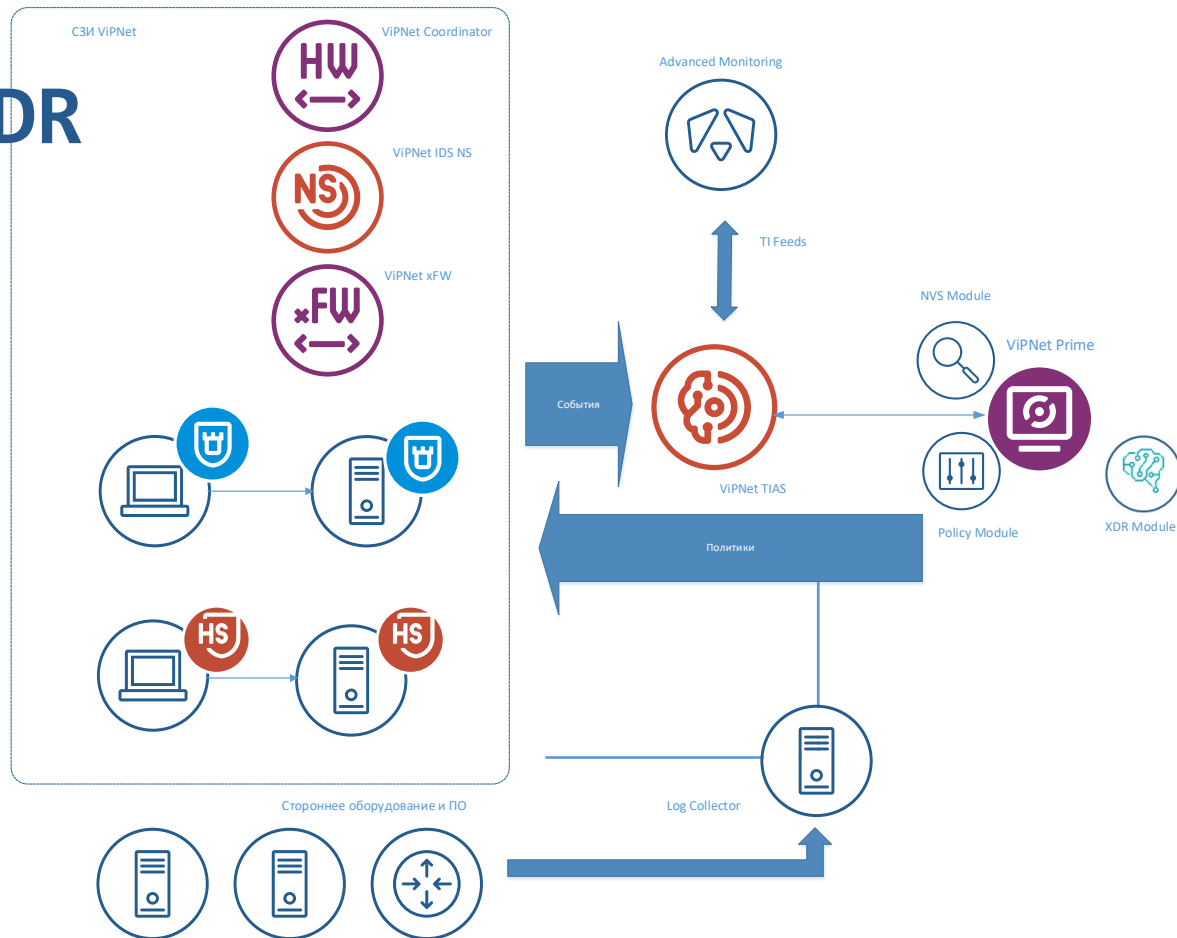 СЗИ ViPNet
ViPNet Coordinator
HW
DR
ViPNet IDS NS
NS
ViPNet xFW
xFW
Advanced Monitoring
TI Feeds
NVS Module
ViPNet Prime
События
ViPNet TIAS
Policy Module
XDR Module
Политики
HS
HS
Log Collector
Стороннее оборудование и ПО